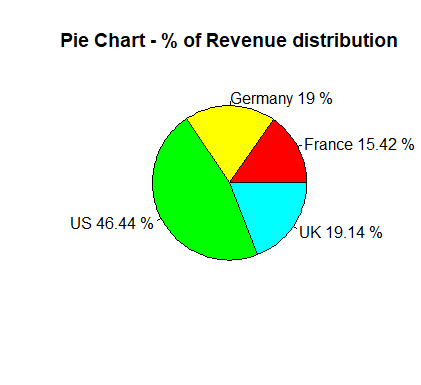 Pie Chart - % of Revenue distribution
Germany 19 %
France 15.42 %
US 46.44 %
UK 19.14 %